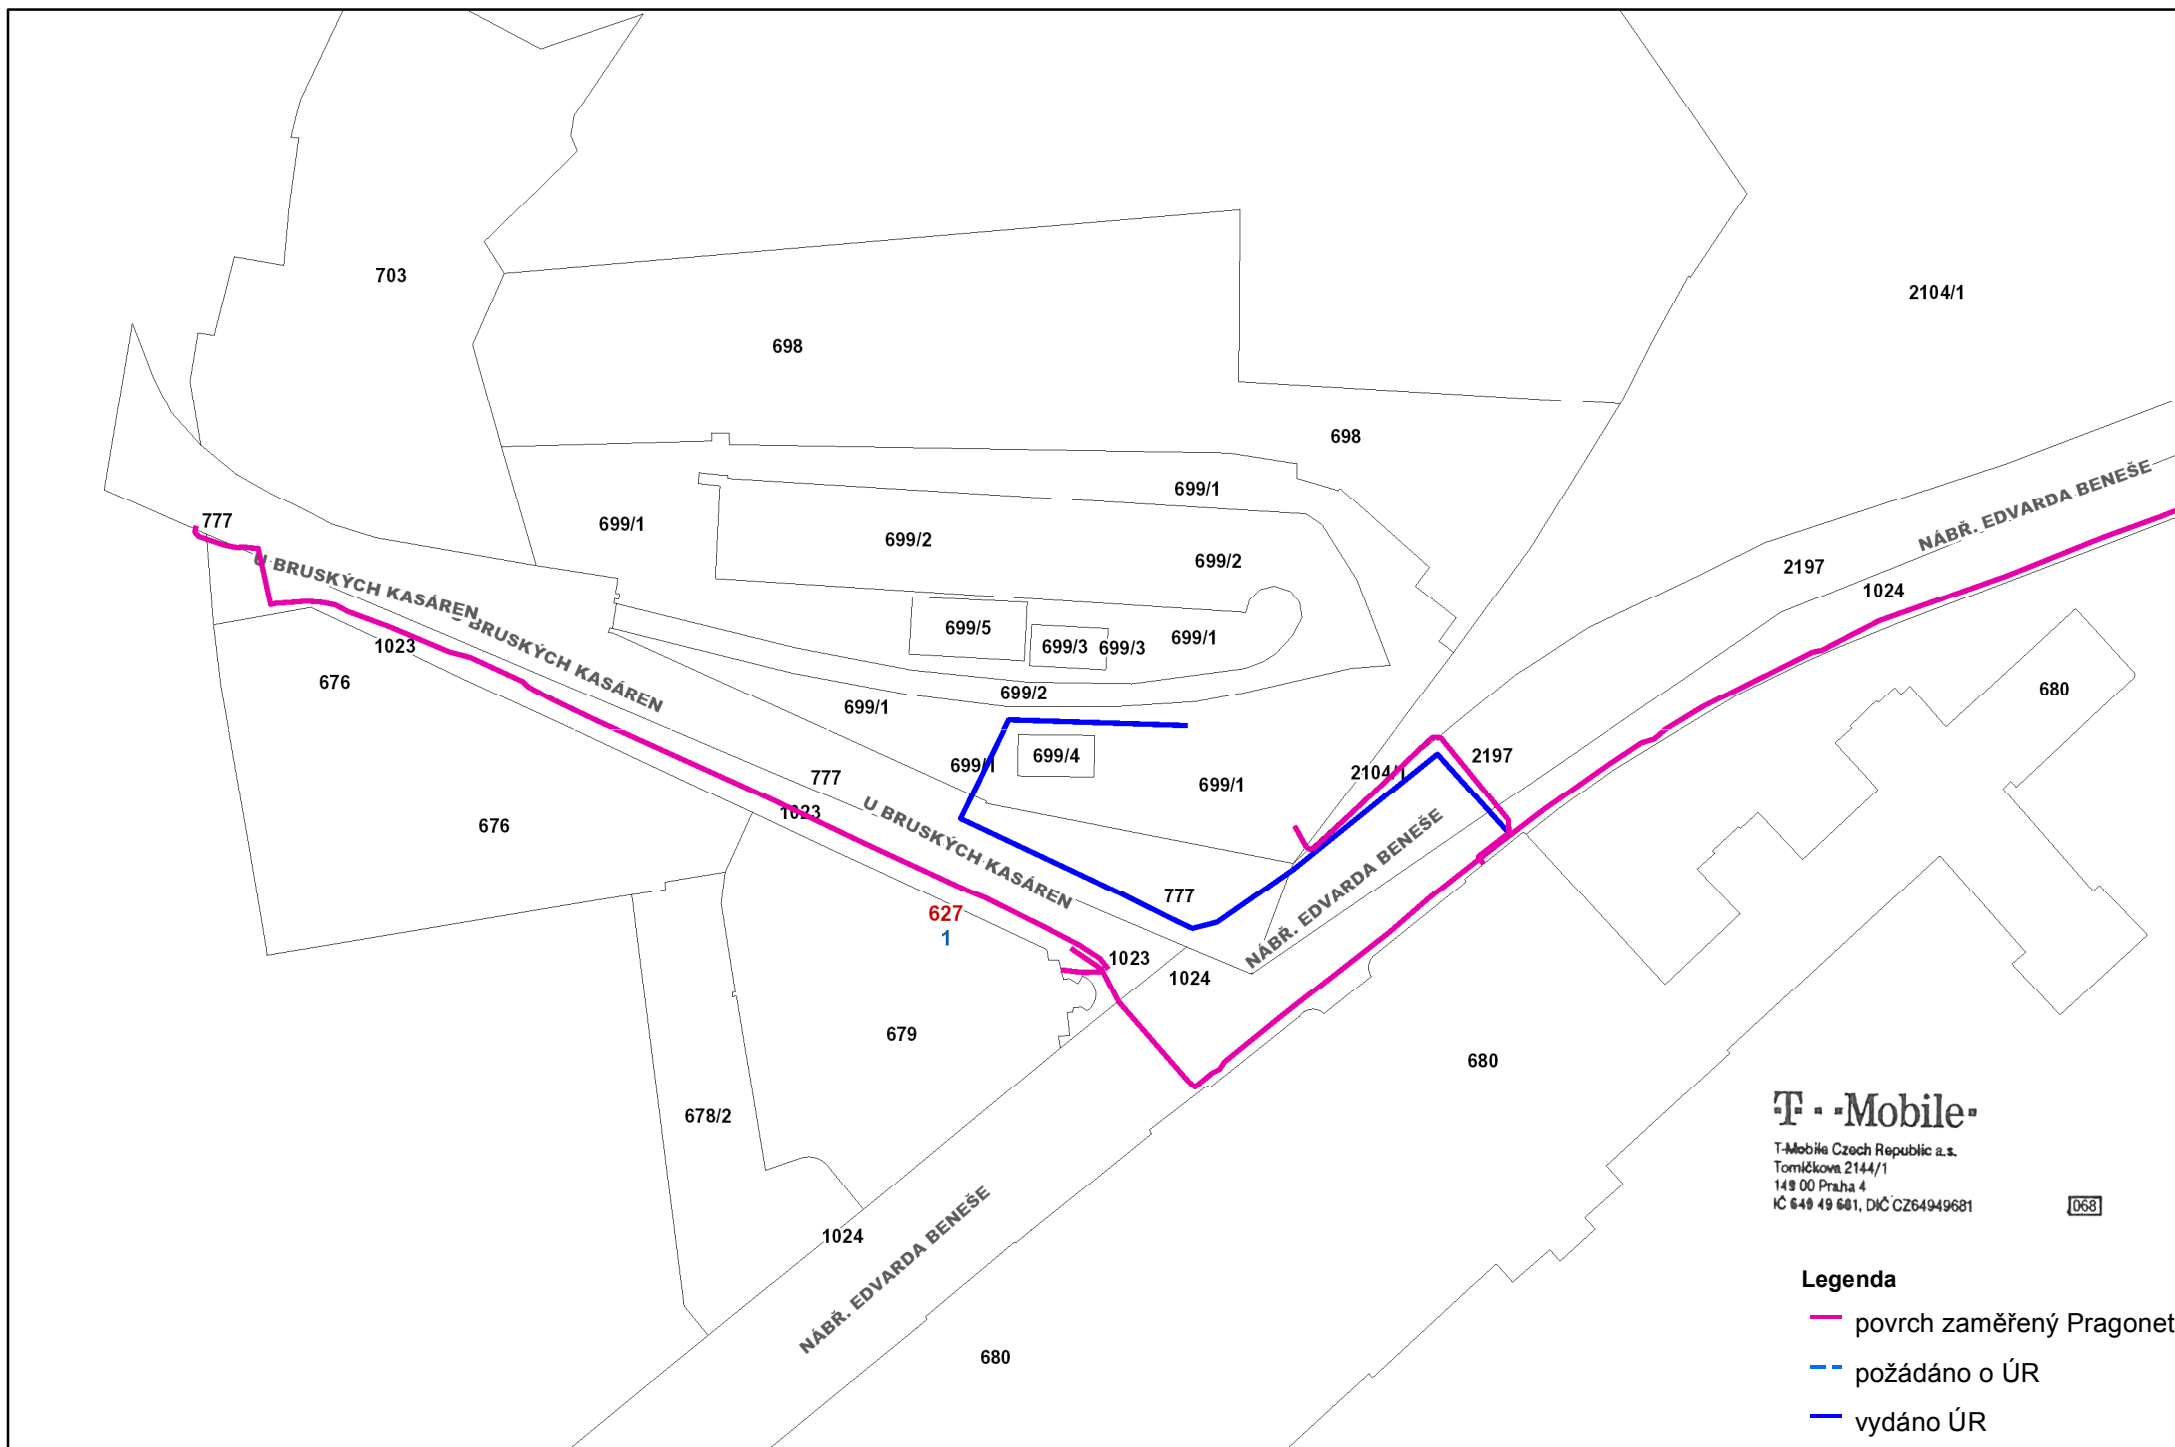 703
2104/1
698
698
699/1
NÁBŘ. EDVARDA BENEŠE
777
699/1
699/2
699/2
2197
U BRUSKÝCH KASÁREN
1024
699/5
699/3
699/3
699/1
1023
BRUSKÝCH KASÁREN
676
699/2
680
699/1
699/1
699/4
2197
777
2104/1
699/1
1023
676
U BRUSKÝCH KASÁREN
NÁBŘ. EDVARDA BENEŠE
777
627
1
1023
1024
679
680
678/2
T··Mobile·
T-Mobile Czech Republic a.s.
Tomíčkova 2144/1
149 00 Praha 4
IČ 649 49 681, DIČ CZ64949681
068
1024
NÁBŘ. EDVARDA BENEŠE
680
Legenda
povrch zaměřený Pragonet
požádáno o ÚR
vydáno ÚR